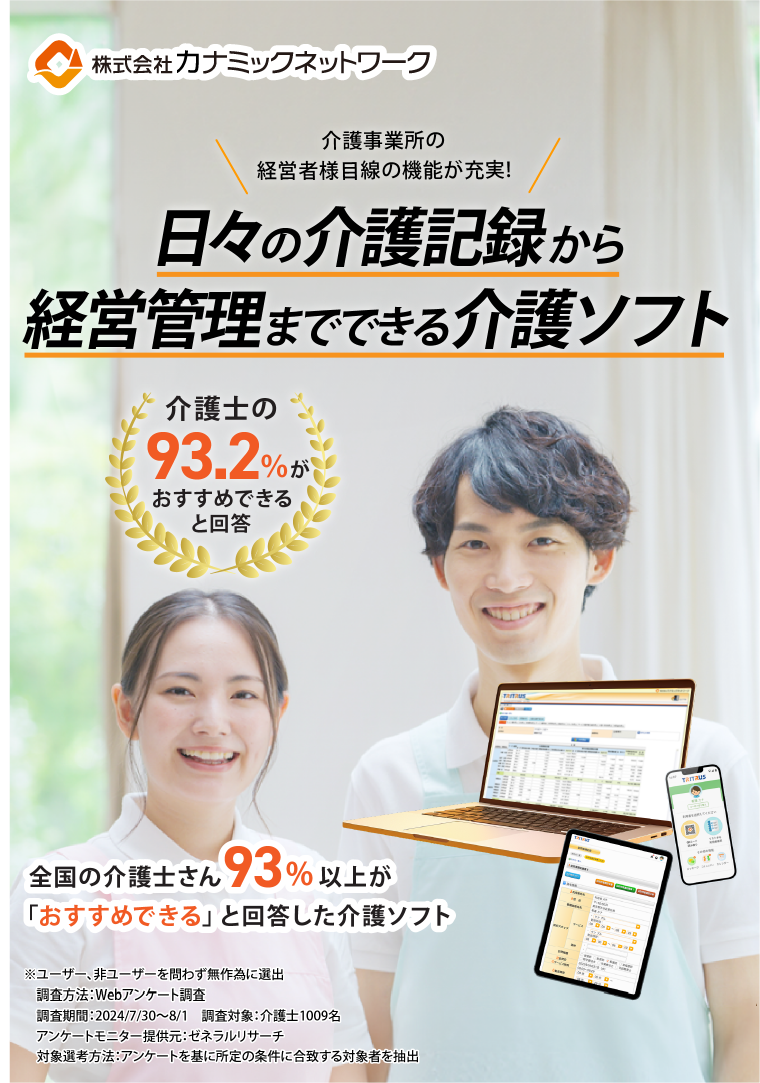 株式会社カナミックネットワーク
介護事業所の
経営者様目線の機能が充実!
日々の介護記録から
経営管理までできる介護ソフト
介護士の
93.2%が
おすすめできる
と回答
TRITRUS
TRITRUS
全国の介護士さん93%以上が
「おすすめできる」と回答した介護ソフト
※ユーザー、非ユーザーを問わず無作為に選出
調査方法：Webアンケート調査
調査期間：2024/7/30～8/1　調査対象：介護士1009名
アンケートモニター提供元：ゼネラルリサーチ
対象選考方法：アンケートを基に所定の条件に合致する対象者を抽出